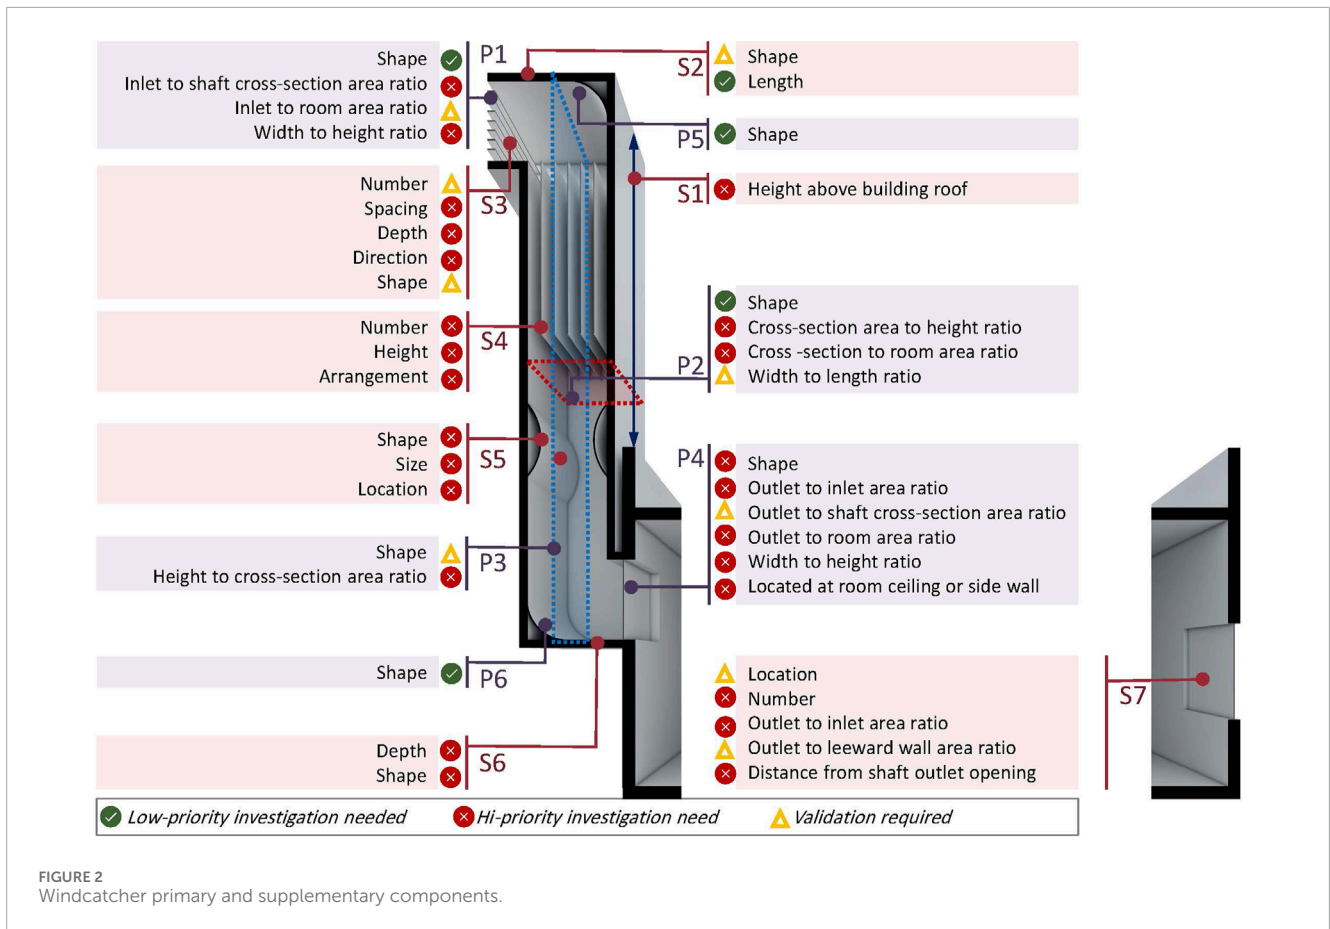 P1
Shape
Inlet to shaft cross-section area ratio
Inlet to room area ratio
Width to height ratio
S3
Number
Spacing
Depth
Direction
Shape
S4
Number
Height
Arrangement
S5
Shape
Size
Location
P3
Shape
Height to cross-section area ratio
P6
Shape
S6
Depth
Shape
S2
Shape
Length
P5
Shape
S1
Height above building roof
P2
Shape
Cross-section area to height ratio
Cross -section to room area ratio
Width to length ratio
P4
Shape
Outlet to inlet area ratio
Outlet to shaft cross-section area ratio
Outlet to room area ratio
Width to height ratio
Located at room ceiling or side wall
S7
Location
Number
Outlet to inlet area ratio
Outlet to leeward wall area ratio
Distance from shaft outlet opening
Low-priority investigation needed
Hi-priority investigation need
Validation required
FIGURE 2
Windcatcher primary and supplementary components.